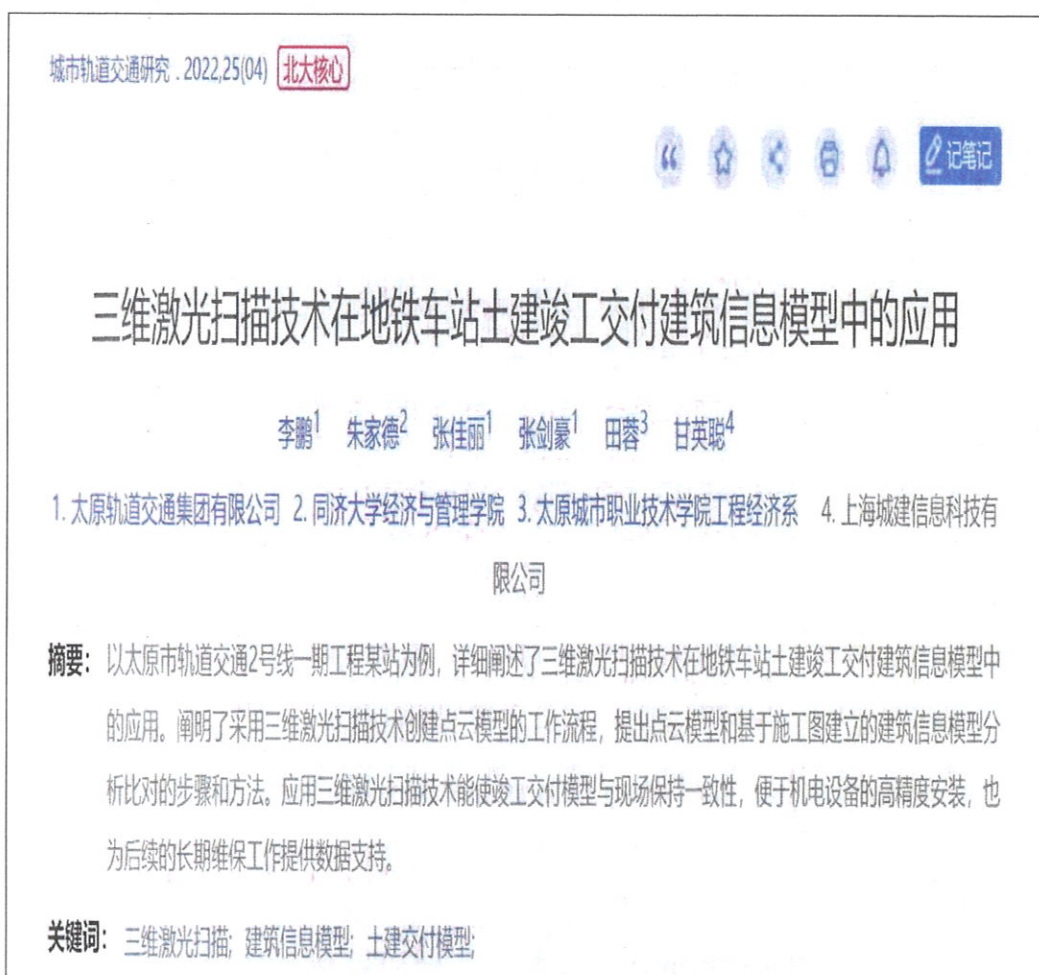 城市轨道交通研究 . 2022,25(04) 北大核心
记笔记
三维激光扫描技术在地铁车站土建竣工交付建筑信息模型中的应用
李鹏1 朱家德2 张佳丽1 张剑豪1 田蓉3 甘英聪4
1. 太原轨道交通集团有限公司 2. 同济大学经济与管理学院 3. 太原城市职业技术学院工程经济系 4. 上海城建信息科技有
限公司
摘要： 以太原市轨道交通2号线一期工程某站为例，详细阐述了三维激光扫描技术在地铁车站土建竣工交付建筑信息模型中
的应用。阐明了采用三维激光扫描技术创建点云模型的工作流程，提出点云模型和基于施工图建立的建筑信息模型分
析比对的步骤和方法。应用三维激光扫描技术能使竣工交付模型与现场保持一致性，便于机电设备的高精度安装，也
为后续的长期维保工作提供数据支持。
关键词： 三维激光扫描; 建筑信息模型; 土建交付模型;